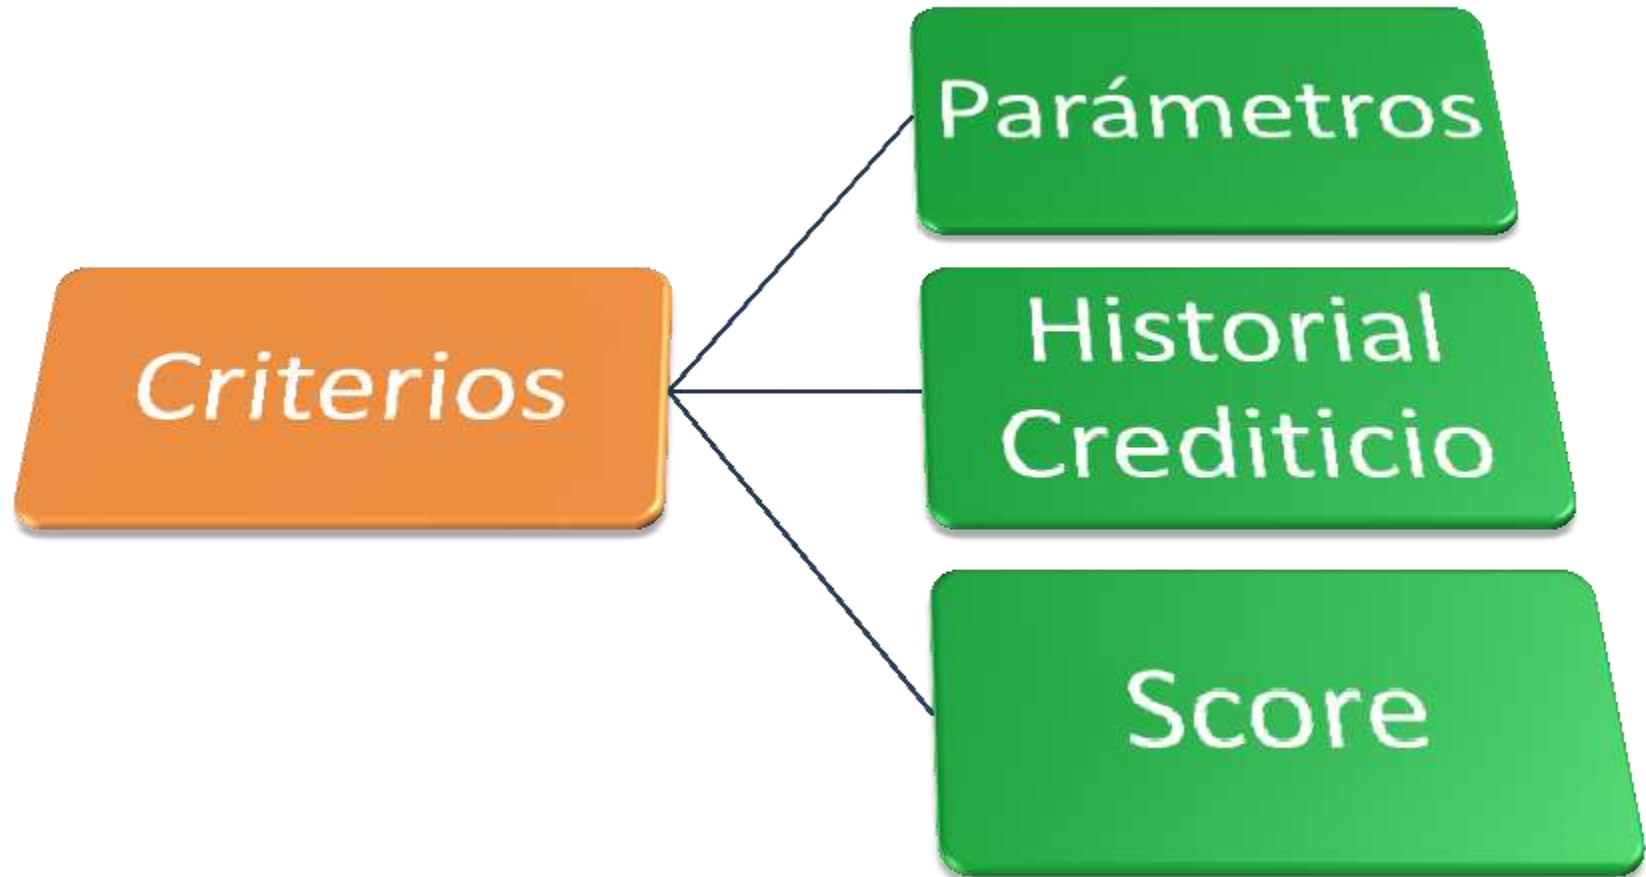 Parámetros
Criterios
Historial
Crediticio
Score